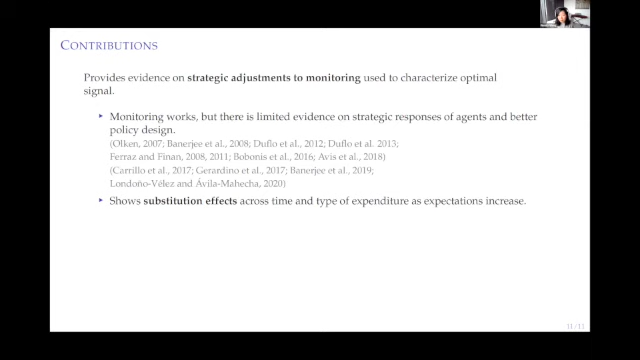 CONTRIBUTIONS
Provides evidence on strategic adjustments to monitoring used to characterize optimal
signal.
▸ Monitoring works, but there is limited evidence on strategic responses of agents and better
policy design.
(Olken, 2007; Banerjee et al., 2008; Duflo et al., 2012; Duflo et al. 2013;
Ferraz and Finan, 2008, 2011; Bobonis et al., 2016; Avis et al., 2018)
(Carrillo et al., 2017; Gerardino et al., 2017; Banerjee et al., 2019;
Londoño-Vélez and Ávila-Mahecha, 2020)
▸ Shows substitution effects across time and type of expenditure as expectations increase.